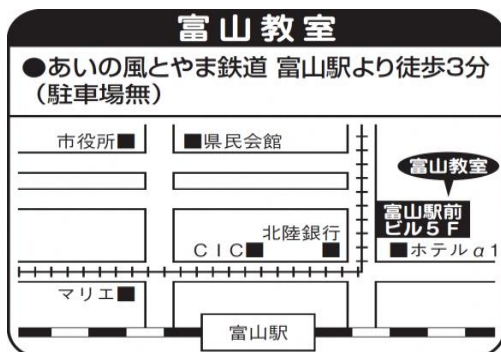 富山教室
●あいの風とやま鉄道 富山駅より徒歩3分
(駐車場無)
市役所■
■県民会館
富山教室
富山駅前
ビル5F
北陸銀行
CIC■
■ホテルα1
マリエ■
富山駅